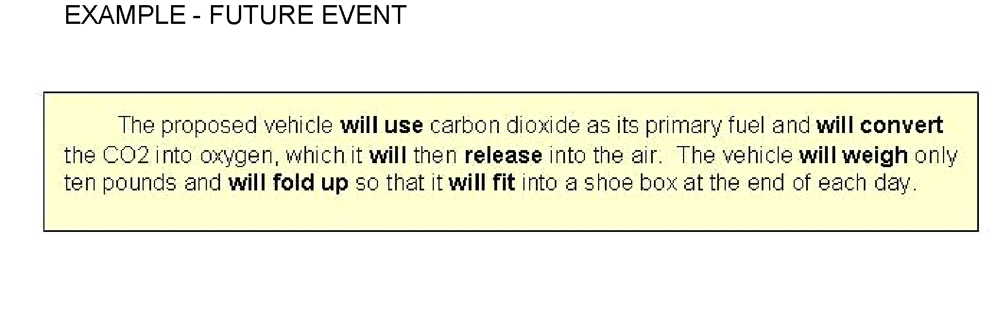 EXAMPLE - FUTURE EVENT
The proposed vehicle will use carbon dioxide as its primary fuel and will convert
the CO2 into oxygen, which it will then release into the air.  The vehicle will weigh only
ten pounds and will fold up so that it will fit into a shoe box at the end of each day.